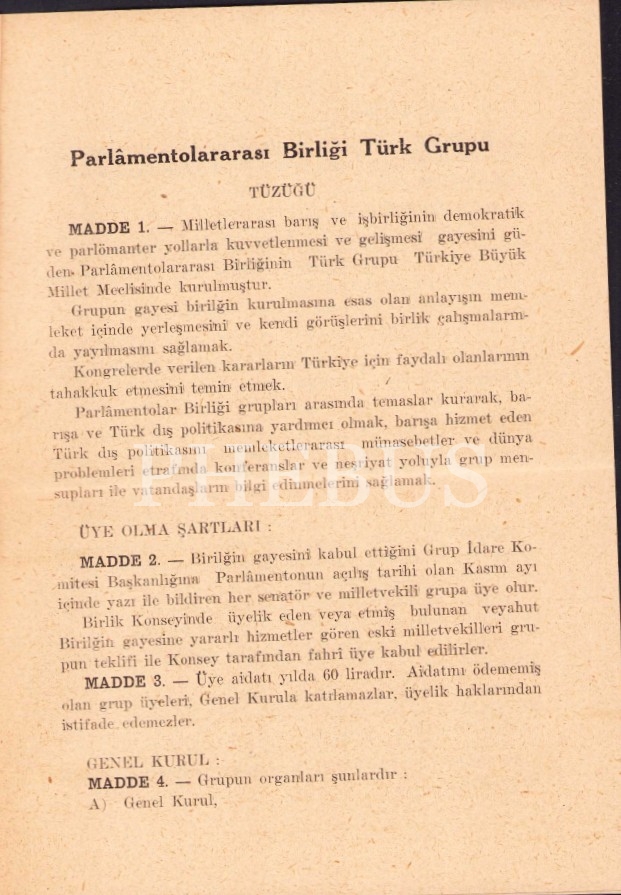 Parlâmentolararası Birliği Türk Grupu
TÜZÜĞÜ
MADDE 1. — Milletlerarası barış ve işbirliğinin demokratik
ve parlömanter yollarla kuvvetlenmesi ve gelişmesi gayesini gü-
den Parlâmentolararası Birliğinin Türk Grupu Türkiye Büyük
Millet Meclisinde kurulmuştur.
Grupun gayesi birilğin kurulmasına esas olan anlayışın mem-
leket içinde yerleşmesini ve kendi görüşlerini birlik çalışmaların-
da yayılmasını sağlamak.
Kongrelerde verilen kararların Türkiye için faydalı olanlarının
tahakkuk etmesini temin etmek.
Parlâmentolar Birliği grupları arasında temaslar kurarak, ba-
rışa ve Türk dış politikasına yardımcı olmak, barışa hizmet eden
Türk dış politikasını memleketlerarası münasebetler ve dünya
problemleri etrafında konferanslar ve neşriyat yoluyla grup men-
supları ile vatandaşların bilgi edinmelerini sağlamak.
PHEBUS
ÜYE OLMA ŞARTLARI :
MADDE 2. — Birilğin gayesini kabul ettiğini Grup İdare Ko-
mitesi Başkanlığına Parlâmentonun açılış tarihi olan Kasım ayı
içinde yazı ile bildiren her senatör ve milletvekili grupa üye olur.
Birlik Konseyinde üyelik eden veya etmiş bulunan veyahut
Birilğin gayesine yararlı hizmetler gören eski milletvekilleri gru-
pun teklifi ile Konsey tarafından fahri üye kabul edilirler.
MADDE 3. — Üye aidatı yılda 60 liradır. Aidatını ödememiş
olan grup üyeleri, Genel Kurula katılamazlar, üyelik haklarından
istifade edemezler.
GENEL KURUL :
MADDE 4. — Grupun organları şunlardır :
A) Genel Kurul,